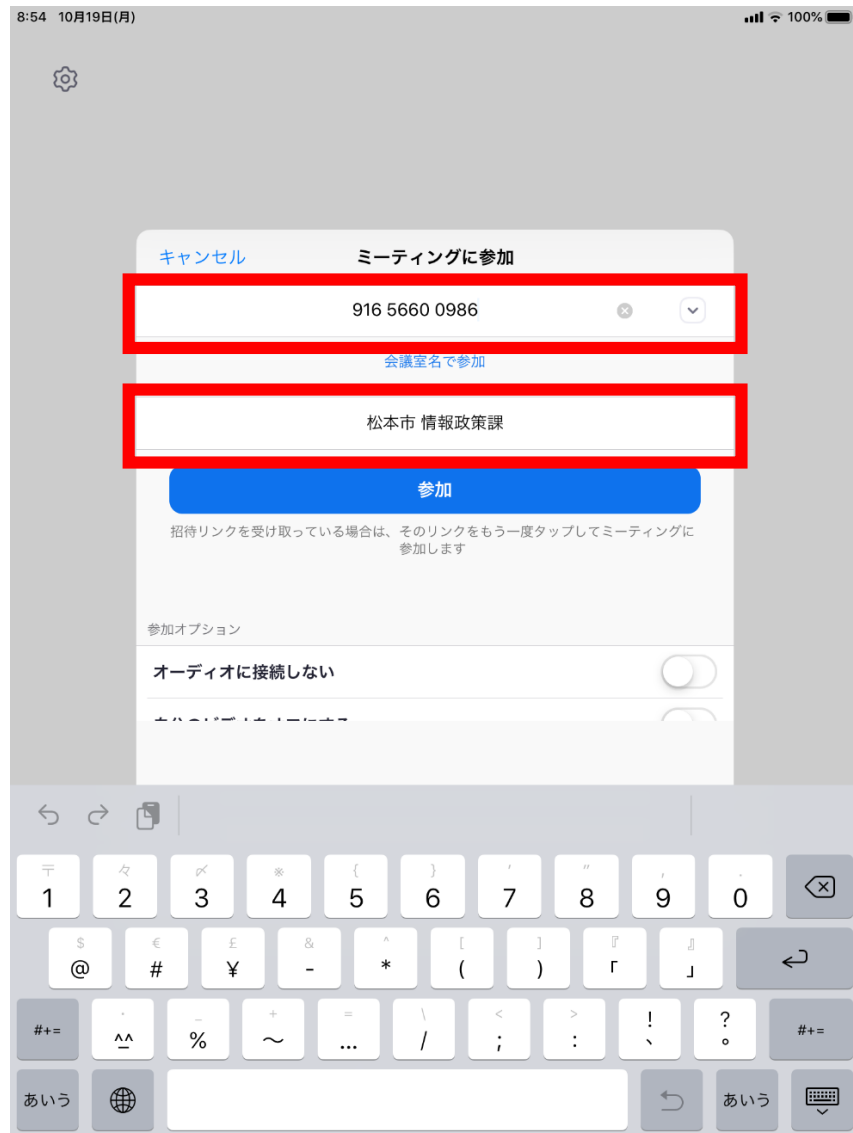 8:54 10月19日(月)
100%
キャンセル ミーティングに参加
916 5660 0986
会議室名で参加
松本市 情報政策課
参加
招待リンクを受け取っている場合は、そのリンクをもう一度タップしてミーティングに
参加します
参加オプション
オーディオに接続しない
〒 々 〆 ※ { } ' " , .
1 2 3 4 5 6 7 8 9 0
$ € £ & ^ [ ] 『 』
@ # ¥ - * ( ) 「 」
· _ + = \ < > ! ?
#+= ^^ % 〜 ... / ; : 、 。 #+=
あいう あいう